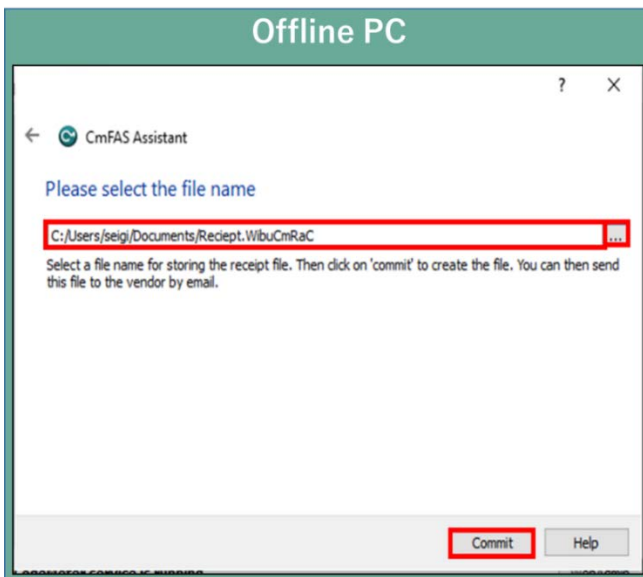 Offline PC
?
CmFAS Assistant
Please select the file name
C:/Users/seigi/Documents/Reciept.WibuCmRaC
...
Select a file name for storing the receipt file. Then click on 'commit' to create the file. You can then send
this file to the vendor by email.
Commit
Help